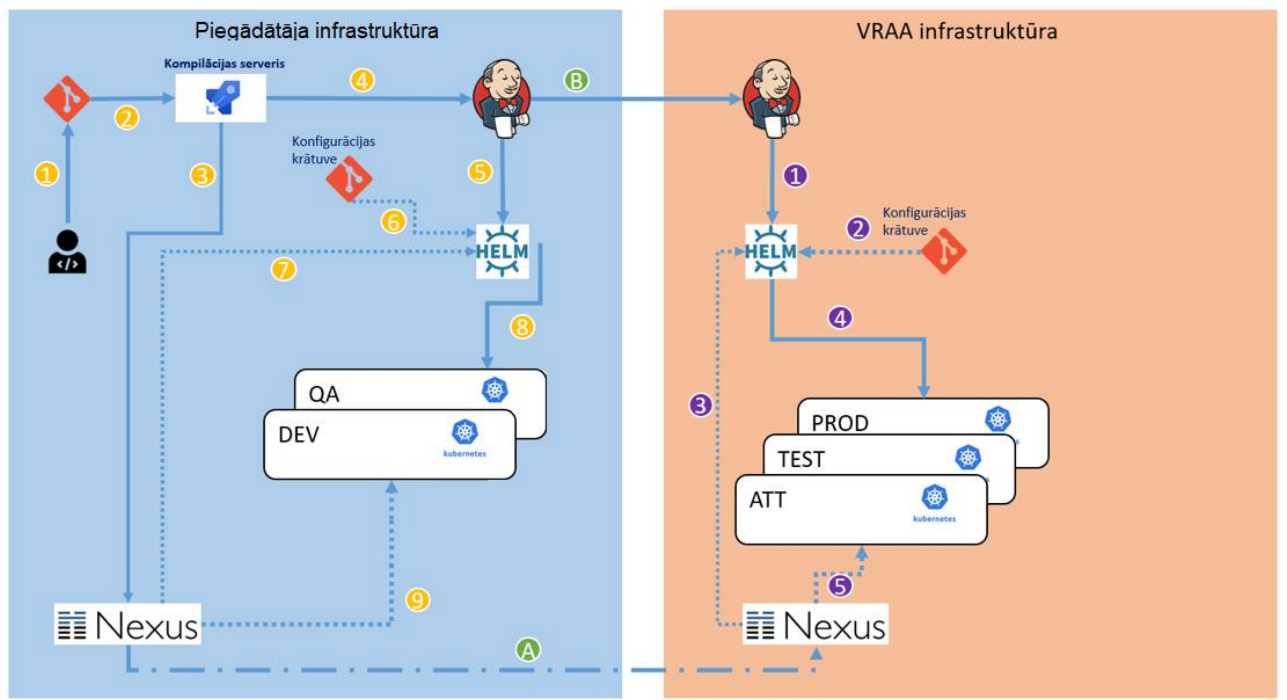 Piegādātāja infrastruktūra
VRAA infrastruktūra
Kompilācijas serveris
4
B
2
Konfigurācijas
krātuve
1
3
5
1
6
Konfigurācijas
krātuve
2
</>
HELM
HELM
7
8
4
QA
3
DEV
kubernetes
PROD
TEST
ATT
kubernetes
9
5
Nexus
Nexus
A